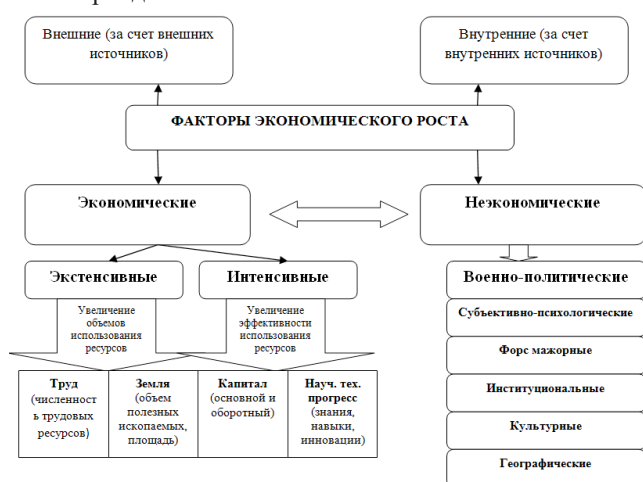 Внешние (за счет внешних
источников)
Внутренние (за счет
внутренних источников)
ФАКТОРЫ ЭКОНОМИЧЕСКОГО РОСТА
Экономические
Неэкономические
Экстенсивные
Интенсивные
Военно-политические
Увеличение
объемов
использования
ресурсов
Увеличение
эффективности
использования
ресурсов
Субъективно-психологические
Форс мажорные
Институциональные
Культурные
Географические
Труд
(численност
ь трудовых
ресурсов)
Земля
(объем
полезных
ископаемых,
площадь)
Капитал
(основной и
оборотный)
Науч. тех.
прогресс
(знания,
навыки,
инновации)